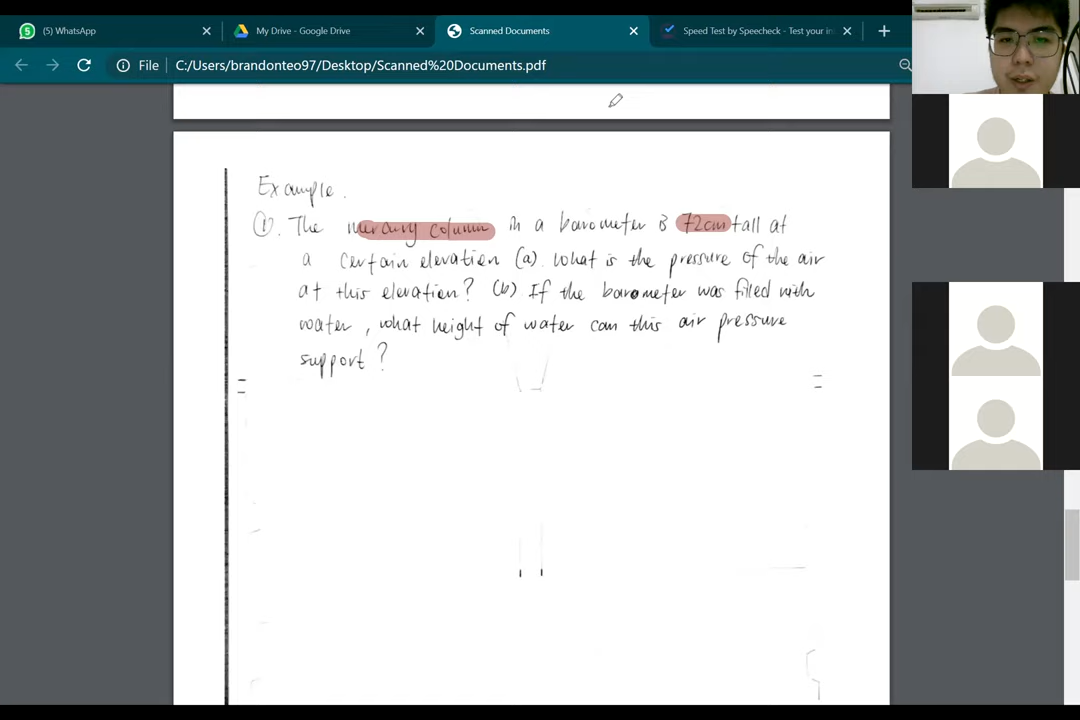 5
(5) WhatsApp
My Drive - Google Drive
Scanned Documents
Speed Test by Speecheck - Test your in
File
C:/Users/brandonteo97/Desktop/Scanned%20Documents.pdf
Example.
①. The mercury column in a barometer is 72cm tall at
a certain elevation (a). What is the pressure of the air
at this elevation? (b) If the barometer was filled with
water, what height of water can this air pressure
support?